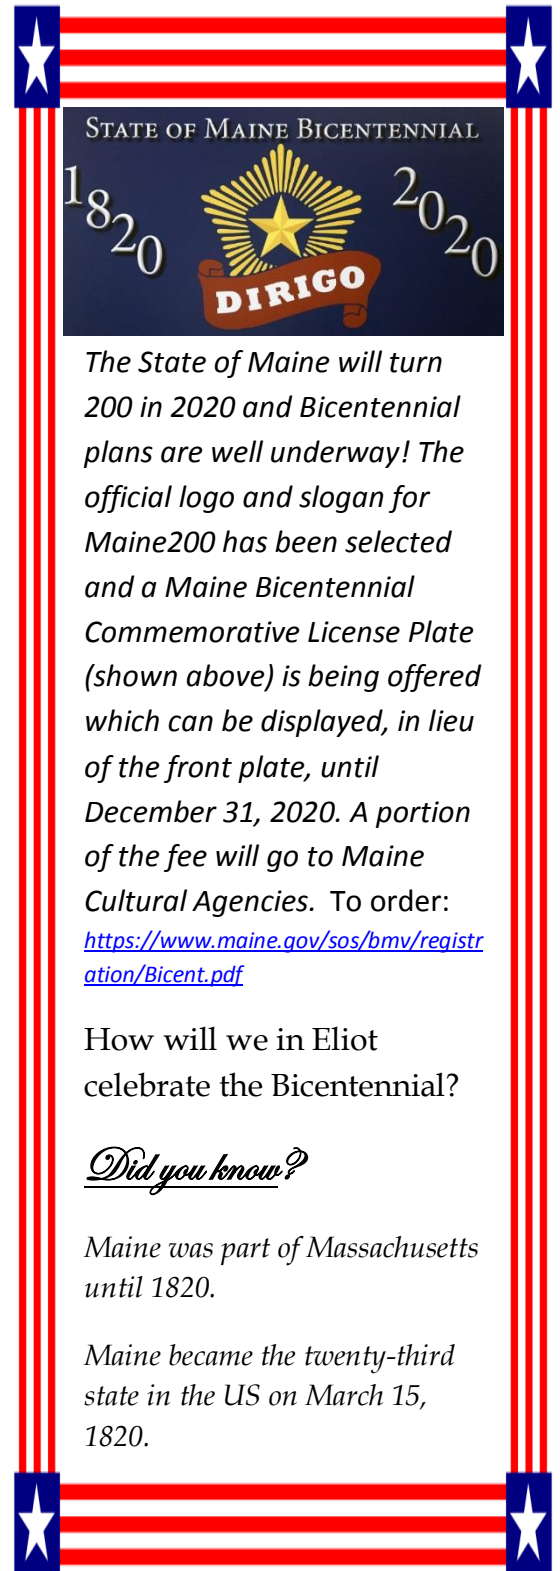 STATE OF MAINE BICENTENNIAL
1820
2020
DIRIGO
The State of Maine will turn
200 in 2020 and Bicentennial
plans are well underway! The
official logo and slogan for
Maine200 has been selected
and a Maine Bicentennial
Commemorative License Plate
(shown above) is being offered
which can be displayed, in lieu
of the front plate, until
December 31, 2020. A portion
of the fee will go to Maine
Cultural Agencies. To order:
https://www.maine.gov/sos/bmv/registr
ation/Bicent.pdf
How will we in Eliot
celebrate the Bicentennial?
Did you know?
Maine was part of Massachusetts
until 1820.
Maine became the twenty-third
state in the US on March 15,
1820.